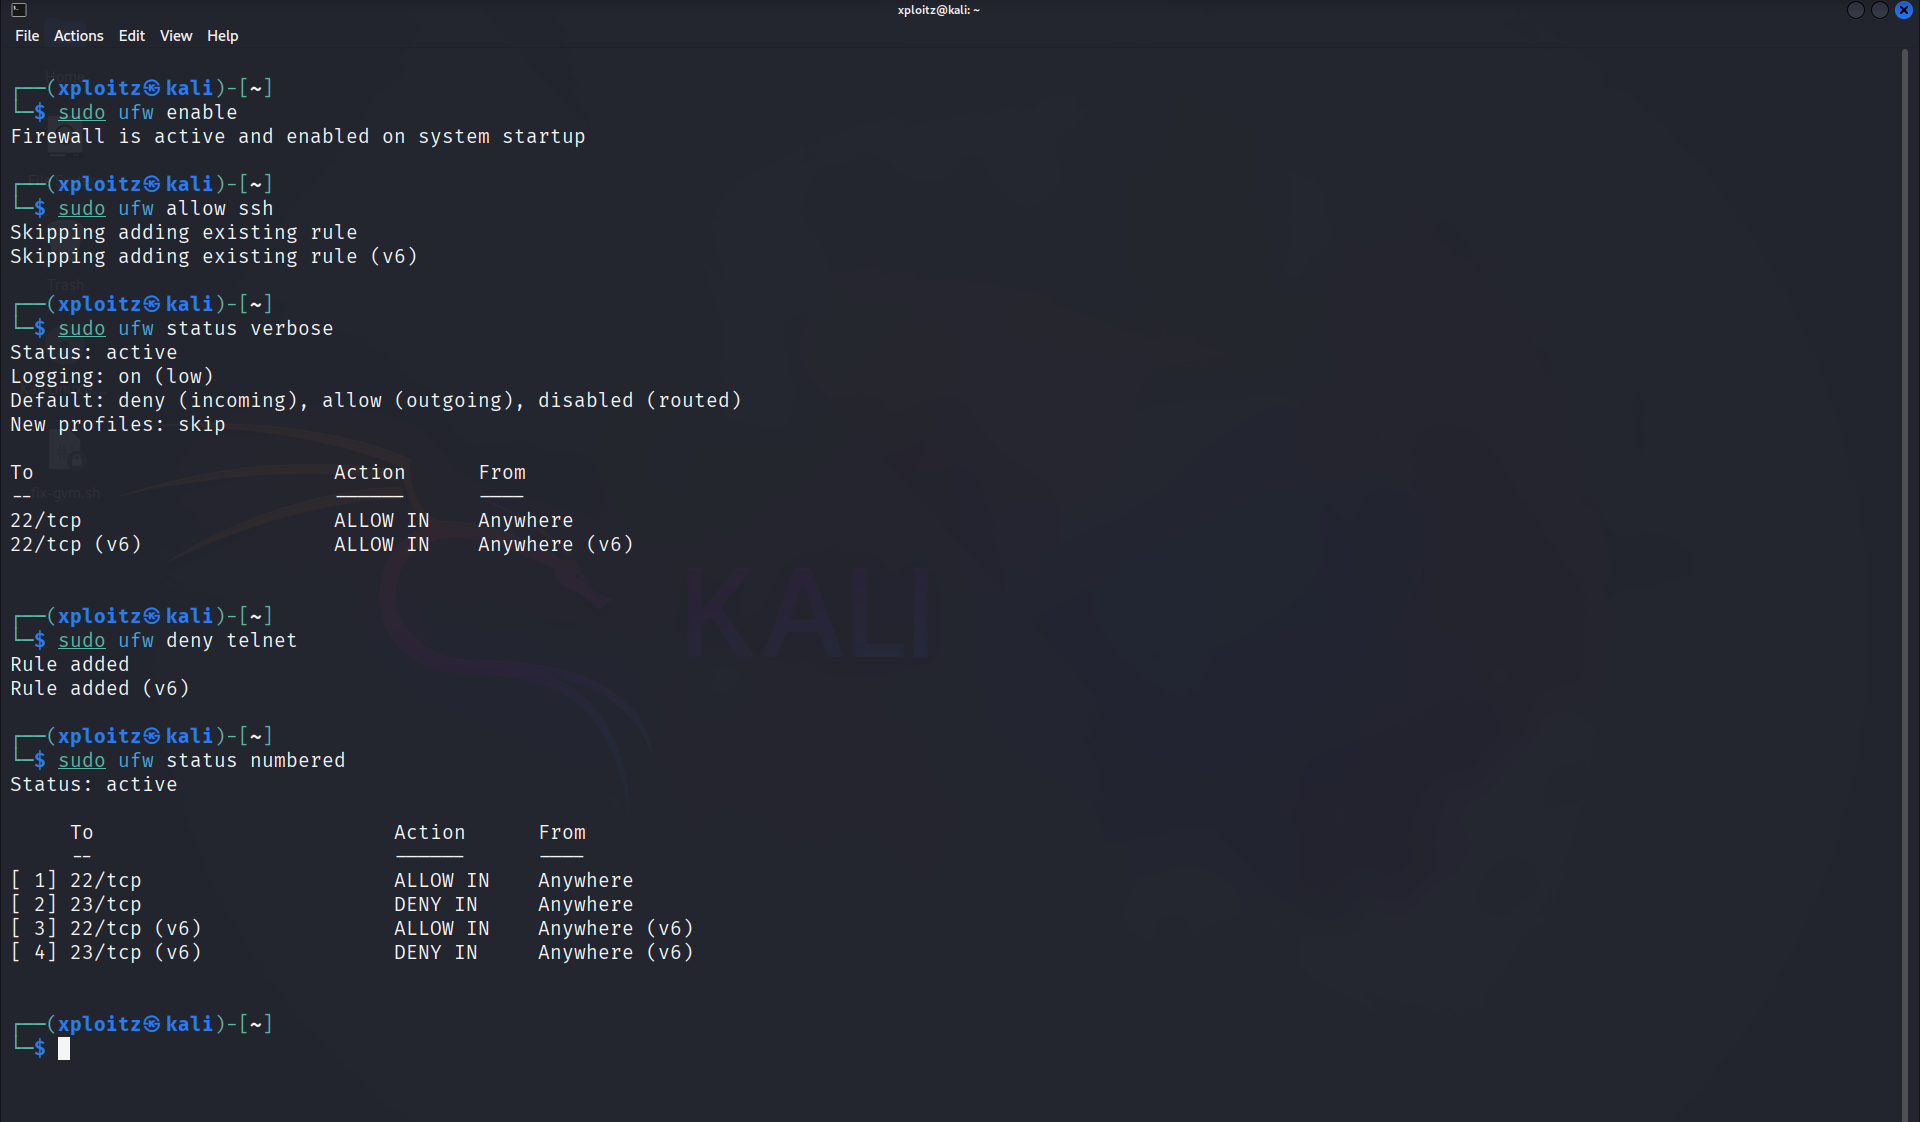 xploitz@kali: ~
File Actions Edit View Help
Home
┌──(xploitz㉿kali)-[~]
└─$ sudo ufw enable
Firewall is active and enabled on system startup
┌──(xploitz㉿kali)-[~]
└─$ sudo ufw allow ssh
Skipping adding existing rule
Skipping adding existing rule (v6)
Trash
┌──(xploitz㉿kali)-[~]
└─$ sudo ufw status verbose
Status: active
Logging: on (low)
Default: deny (incoming), allow (outgoing), disabled (routed)
New profiles: skip
To Action From
-- ------ ----
fix-gvm.sh
22/tcp ALLOW IN Anywhere
22/tcp (v6) ALLOW IN Anywhere (v6)
KALI
┌──(xploitz㉿kali)-[~]
└─$ sudo ufw deny telnet
Rule added
Rule added (v6)
┌──(xploitz㉿kali)-[~]
└─$ sudo ufw status numbered
Status: active
To Action From
-- ------ ----
[ 1] 22/tcp ALLOW IN Anywhere
[ 2] 23/tcp DENY IN Anywhere
[ 3] 22/tcp (v6) ALLOW IN Anywhere (v6)
[ 4] 23/tcp (v6) DENY IN Anywhere (v6)
┌──(xploitz㉿kali)-[~]
└─$